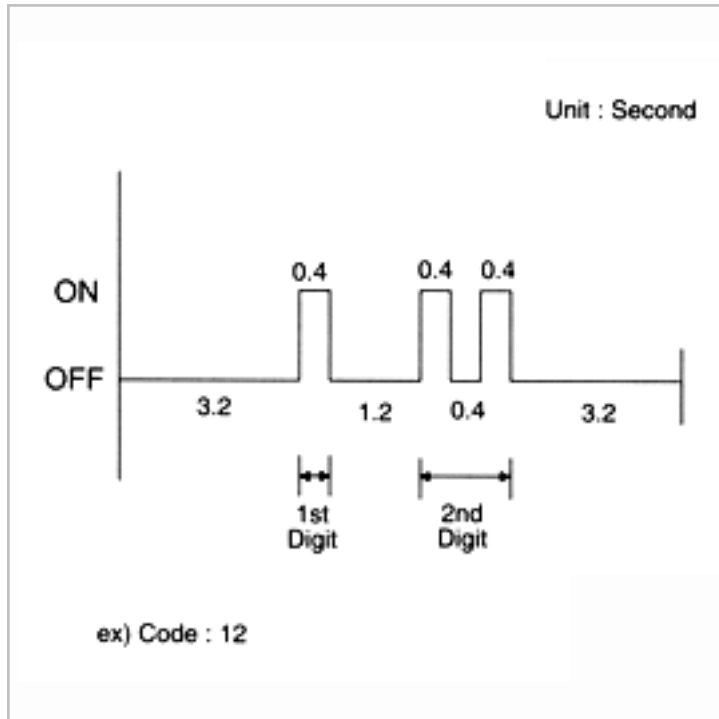 Unit : Second
0.4 0.4 0.4
ON
OFF
3.2 1.2 0.4 3.2
1st 2nd
Digit Digit
ex) Code : 12